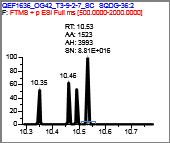 QEF1636_OG42_T3-9-2-7_SC SQDG-36:2
F: FTMS + p ESI Full ms [500.0000-2000.0000]
RT: 10.53
AA: 1523
AH: 3993
SN: 8.81E+016
100
80
60
40
20
0
10.35
10.46
10.3 10.4 10.5 10.6 10.7